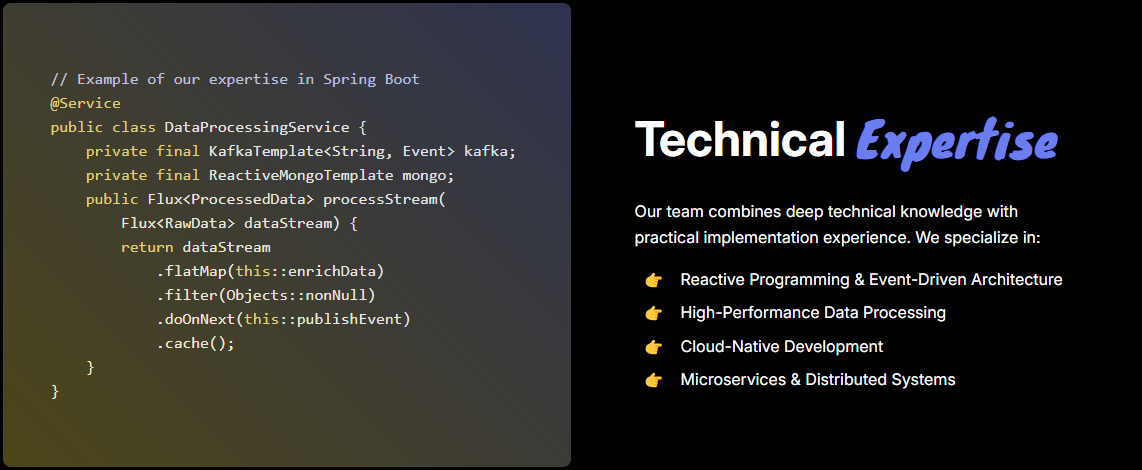 // Example of our expertise in Spring Boot
@Service
public class DataProcessingService {
    private final KafkaTemplate<String, Event> kafka;
    private final ReactiveMongoTemplate mongo;
    public Flux<ProcessedData> processStream(
        Flux<RawData> dataStream) {
        return dataStream
            .flatMap(this::enrichData)
            .filter(Objects::nonNull)
            .doOnNext(this::publishEvent)
            .cache();
    }
}
Technical Expertise
Our team combines deep technical knowledge with
practical implementation experience. We specialize in:
👉 Reactive Programming & Event-Driven Architecture
👉 High-Performance Data Processing
👉 Cloud-Native Development
👉 Microservices & Distributed Systems